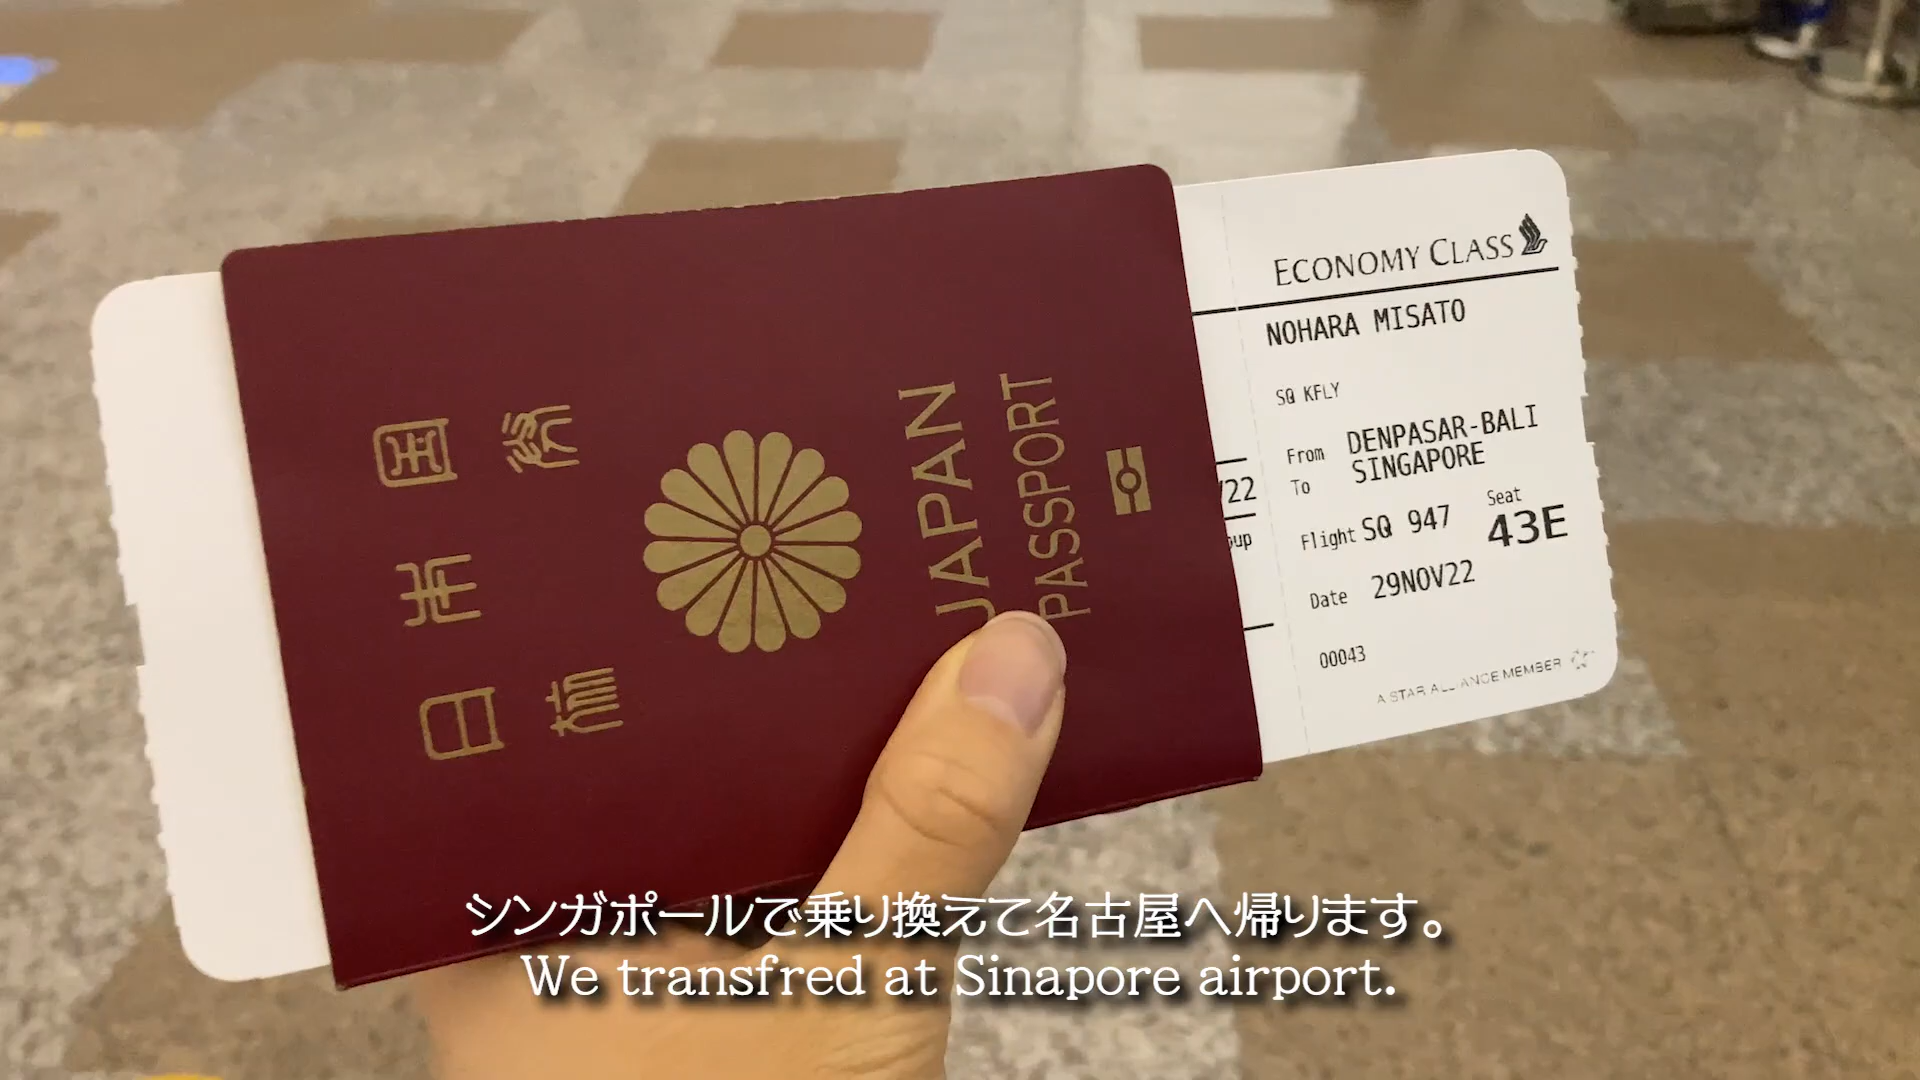 日本国
旅券
JAPAN
PASSPORT
ECONOMY CLASS
NOHARA MISATO
SQ KFLY
From DENPASAR-BALI
To SINGAPORE
Flight SQ 947
Seat
43E
Date 29NOV22
00043
A STAR ALLIANCE MEMBER
/22
oup
シンガポールで乗り換えて名古屋へ帰ります。
We transfred at Sinapore airport.